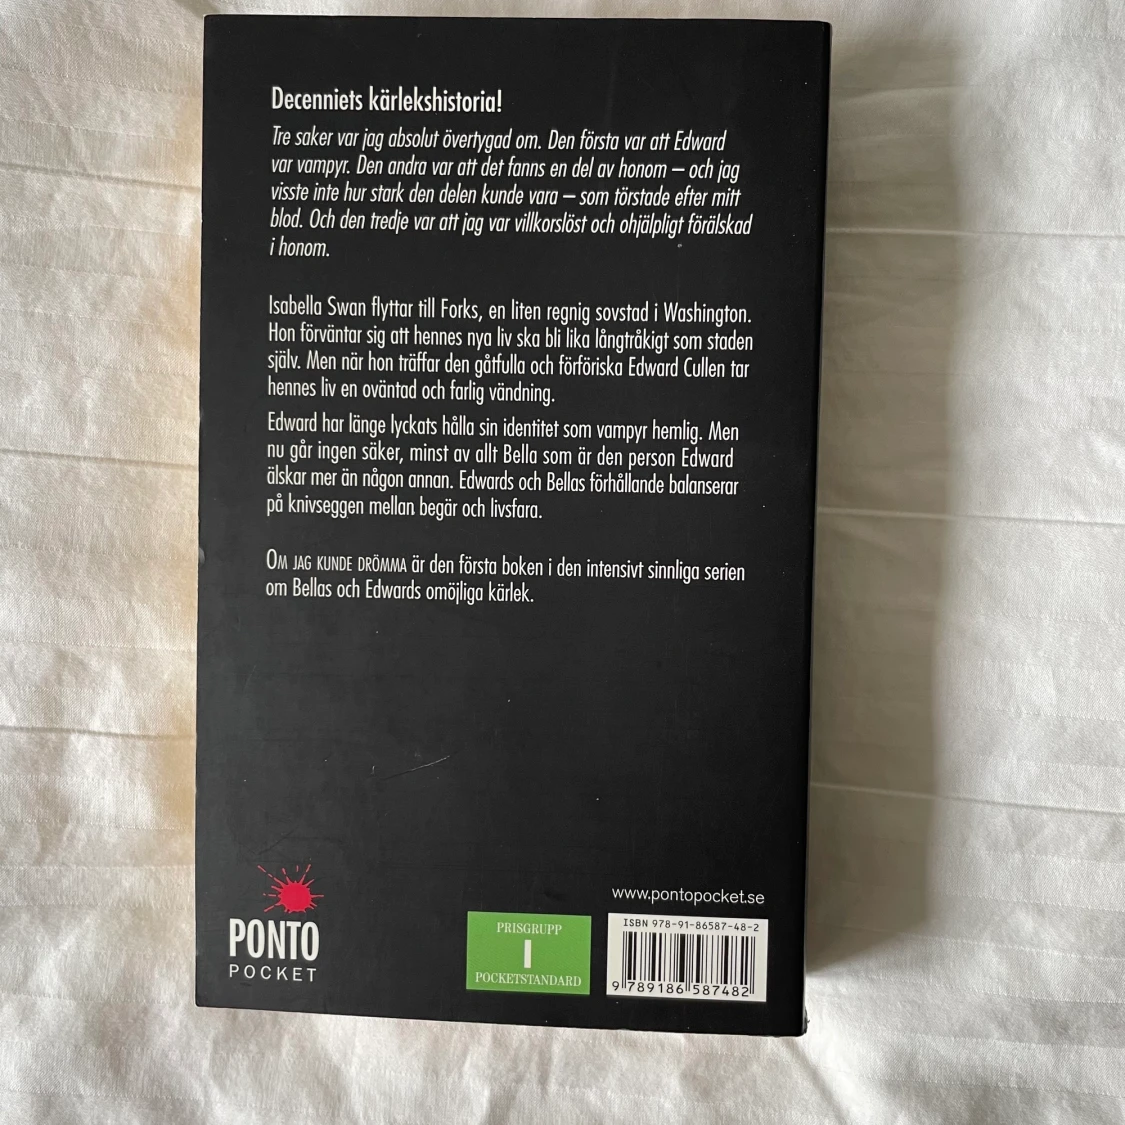 Decenniets kärlekshistoria!
Tre saker var jag absolut övertygad om. Den första var att Edward
var vampyr. Den andra var att det fanns en del av honom – och jag
visste inte hur stark den delen kunde vara – som törstade efter mitt
blod. Och den tredje var att jag var villkorslöst och ohjälpligt förälskad
i honom.
Isabella Swan flyttar till Forks, en liten regnig sovstad i Washington.
Hon förväntar sig att hennes nya liv ska bli lika långtråkigt som staden
själv. Men när hon träffar den gåtfulla och förföriska Edward Cullen tar
hennes liv en oväntad och farlig vändning.
Edward har länge lyckats hålla sin identitet som vampyr hemlig. Men
nu går ingen säker, minst av allt Bella som är den person Edward
älskar mer än någon annan. Edwards och Bellas förhållande balanserar
på knivseggen mellan begär och livsfara.
OM JAG KUNDE DRÖMMA är den första boken i den intensivt sinnliga serien
om Bellas och Edwards omöjliga kärlek.
PONTO
POCKET
PRISGRUPP
I
POCKETSTANDARD
www.pontopocket.se
ISBN 978-91-86587-48-2
9 789186 587482